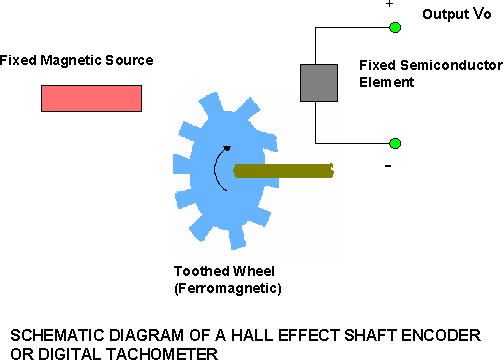 +
Output Vo
Fixed Magnetic Source
Fixed Semiconductor
Element
-
Toothed Wheel
(Ferromagnetic)
SCHEMATIC DIAGRAM OF A HALL EFFECT SHAFT ENCODER
OR DIGITAL TACHOMETER